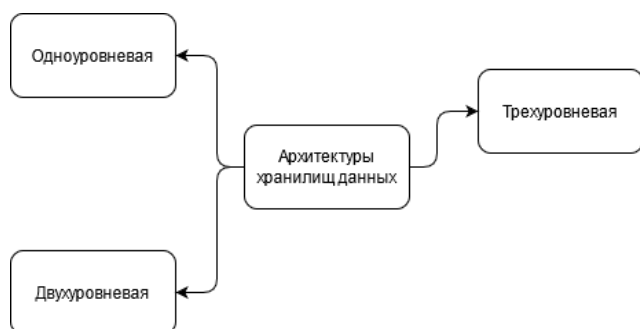 Одноуровневая
Трехуровневая
Архитектуры
хранилищ данных
Двухуровневая